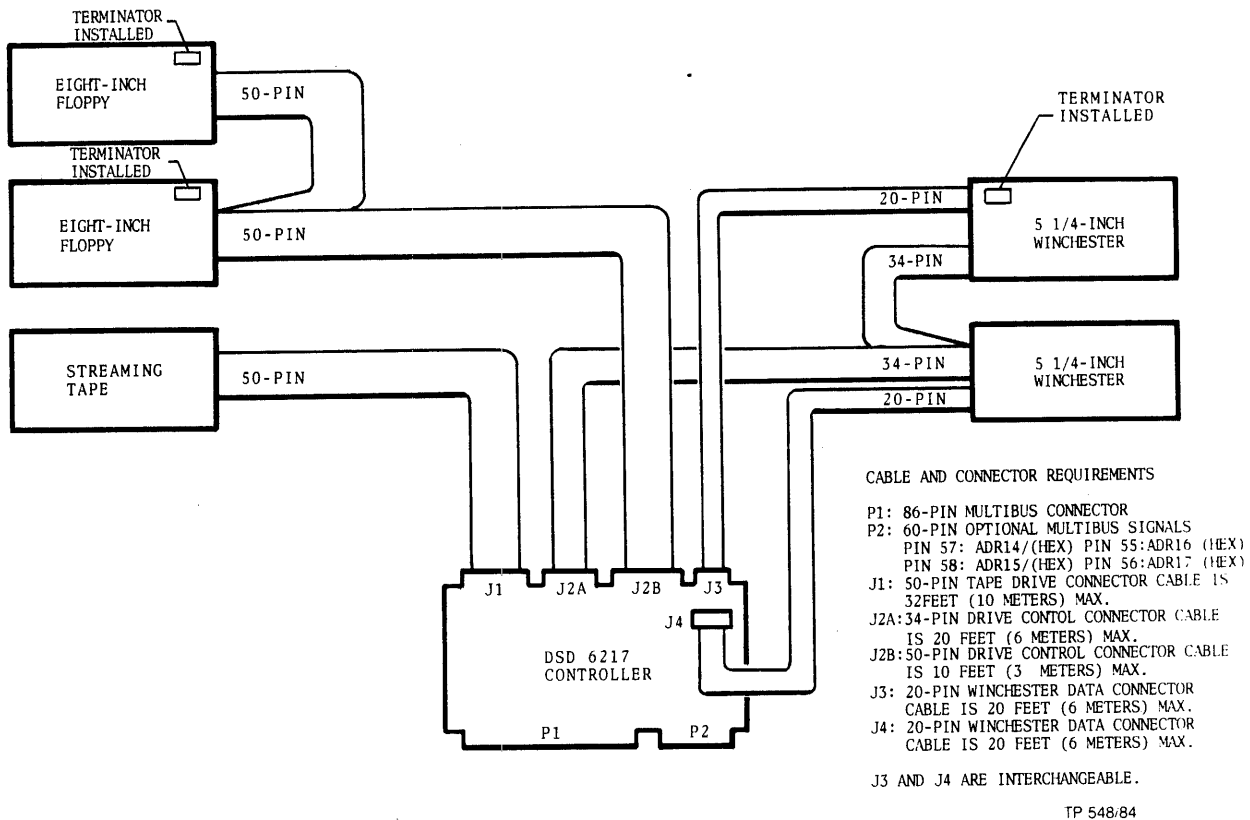 TERMINATOR
INSTALLED
EIGHT-INCH
FLOPPY
50-PIN
TERMINATOR
INSTALLED
EIGHT-INCH
FLOPPY
50-PIN
STREAMING
TAPE
50-PIN
TERMINATOR
INSTALLED
20-PIN
5 1/4-INCH
WINCHESTER
34-PIN
34-PIN
5 1/4-INCH
WINCHESTER
20-PIN
J1
J2A
J2B
J3
J4
DSD 6217
CONTROLLER
P1
P2
CABLE AND CONNECTOR REQUIREMENTS
P1: 86-PIN MULTIBUS CONNECTOR
P2: 60-PIN OPTIONAL MULTIBUS SIGNALS
PIN 57: ADR14/(HEX) PIN 55:ADR16 (HEX)
PIN 58: ADR15/(HEX) PIN 56:ADR17 (HEX)
J1: 50-PIN TAPE DRIVE CONNECTOR CABLE IS
32FEET (10 METERS) MAX.
J2A:34-PIN DRIVE CONTOL CONNECTOR CABLE
IS 20 FEET (6 METERS) MAX.
J2B:50-PIN DRIVE CONTROL CONNECTOR CABLE
IS 10 FEET (3 METERS) MAX.
J3: 20-PIN WINCHESTER DATA CONNECTOR
CABLE IS 20 FEET (6 METERS) MAX.
J4: 20-PIN WINCHESTER DATA CONNECTOR
CABLE IS 20 FEET (6 METERS) MAX.
J3 AND J4 ARE INTERCHANGEABLE.
TP 548/84